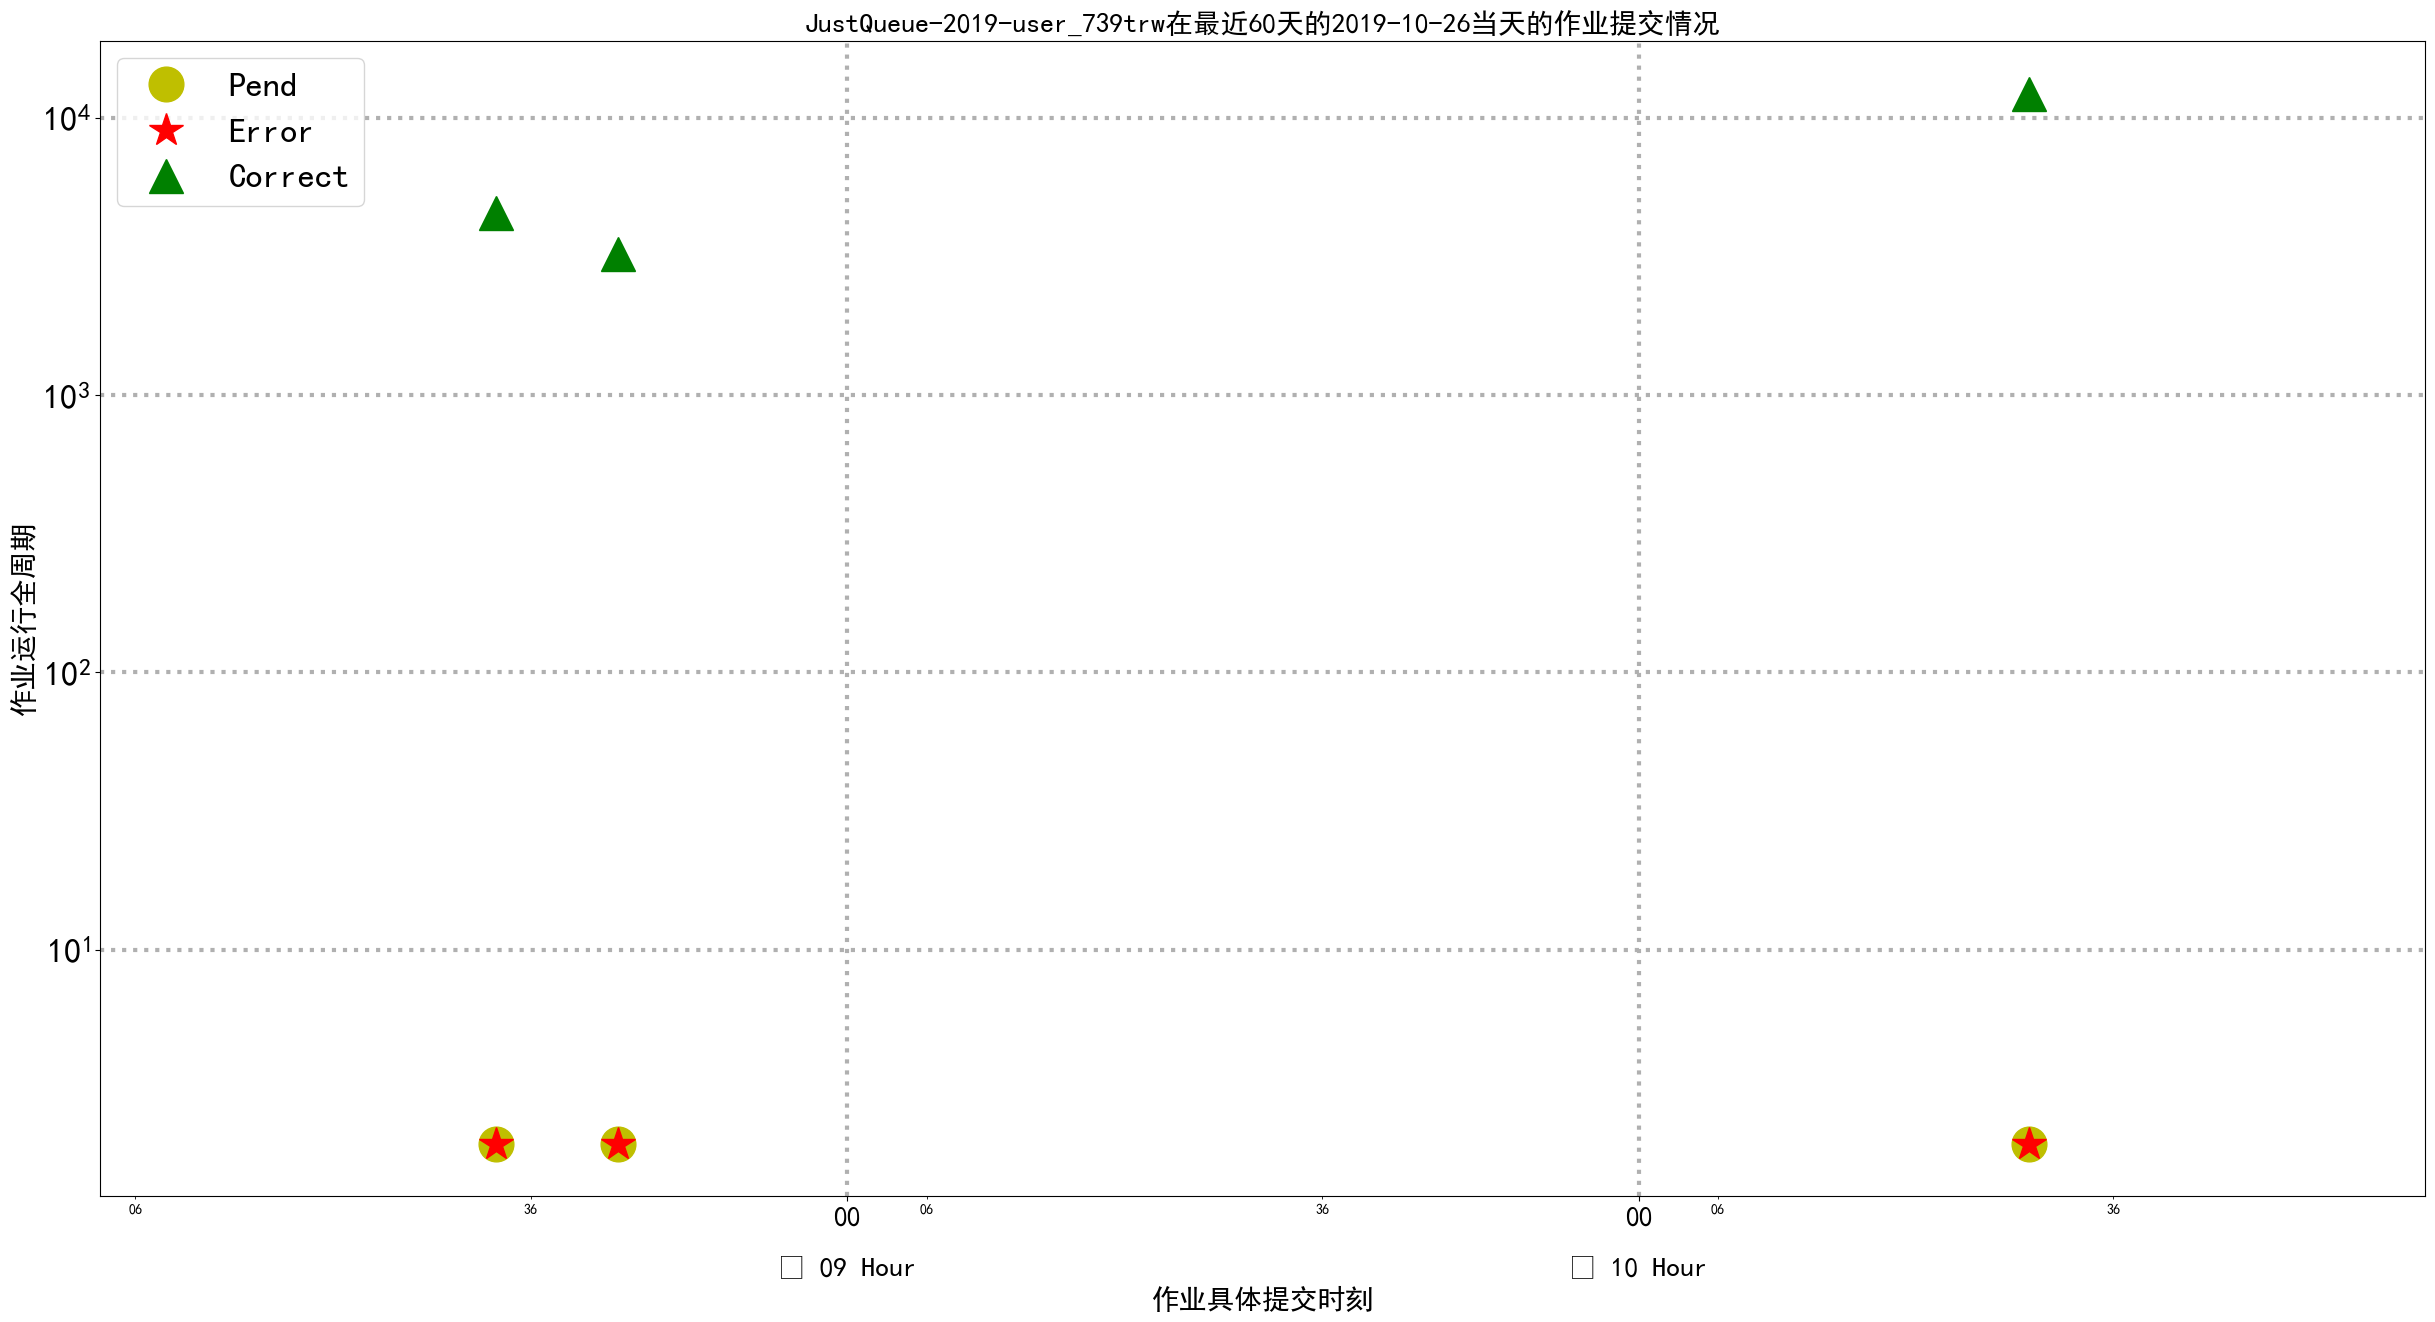 JustQueue-2019-user_739trw在最近60天的2019-10-26当天的作业提交情况
Pend
Error
Correct
10⁴
10³
10²
10¹
作业运行全周期
06 36 00 06 36 00 06 36
□ 09 Hour □ 10 Hour
作业具体提交时刻